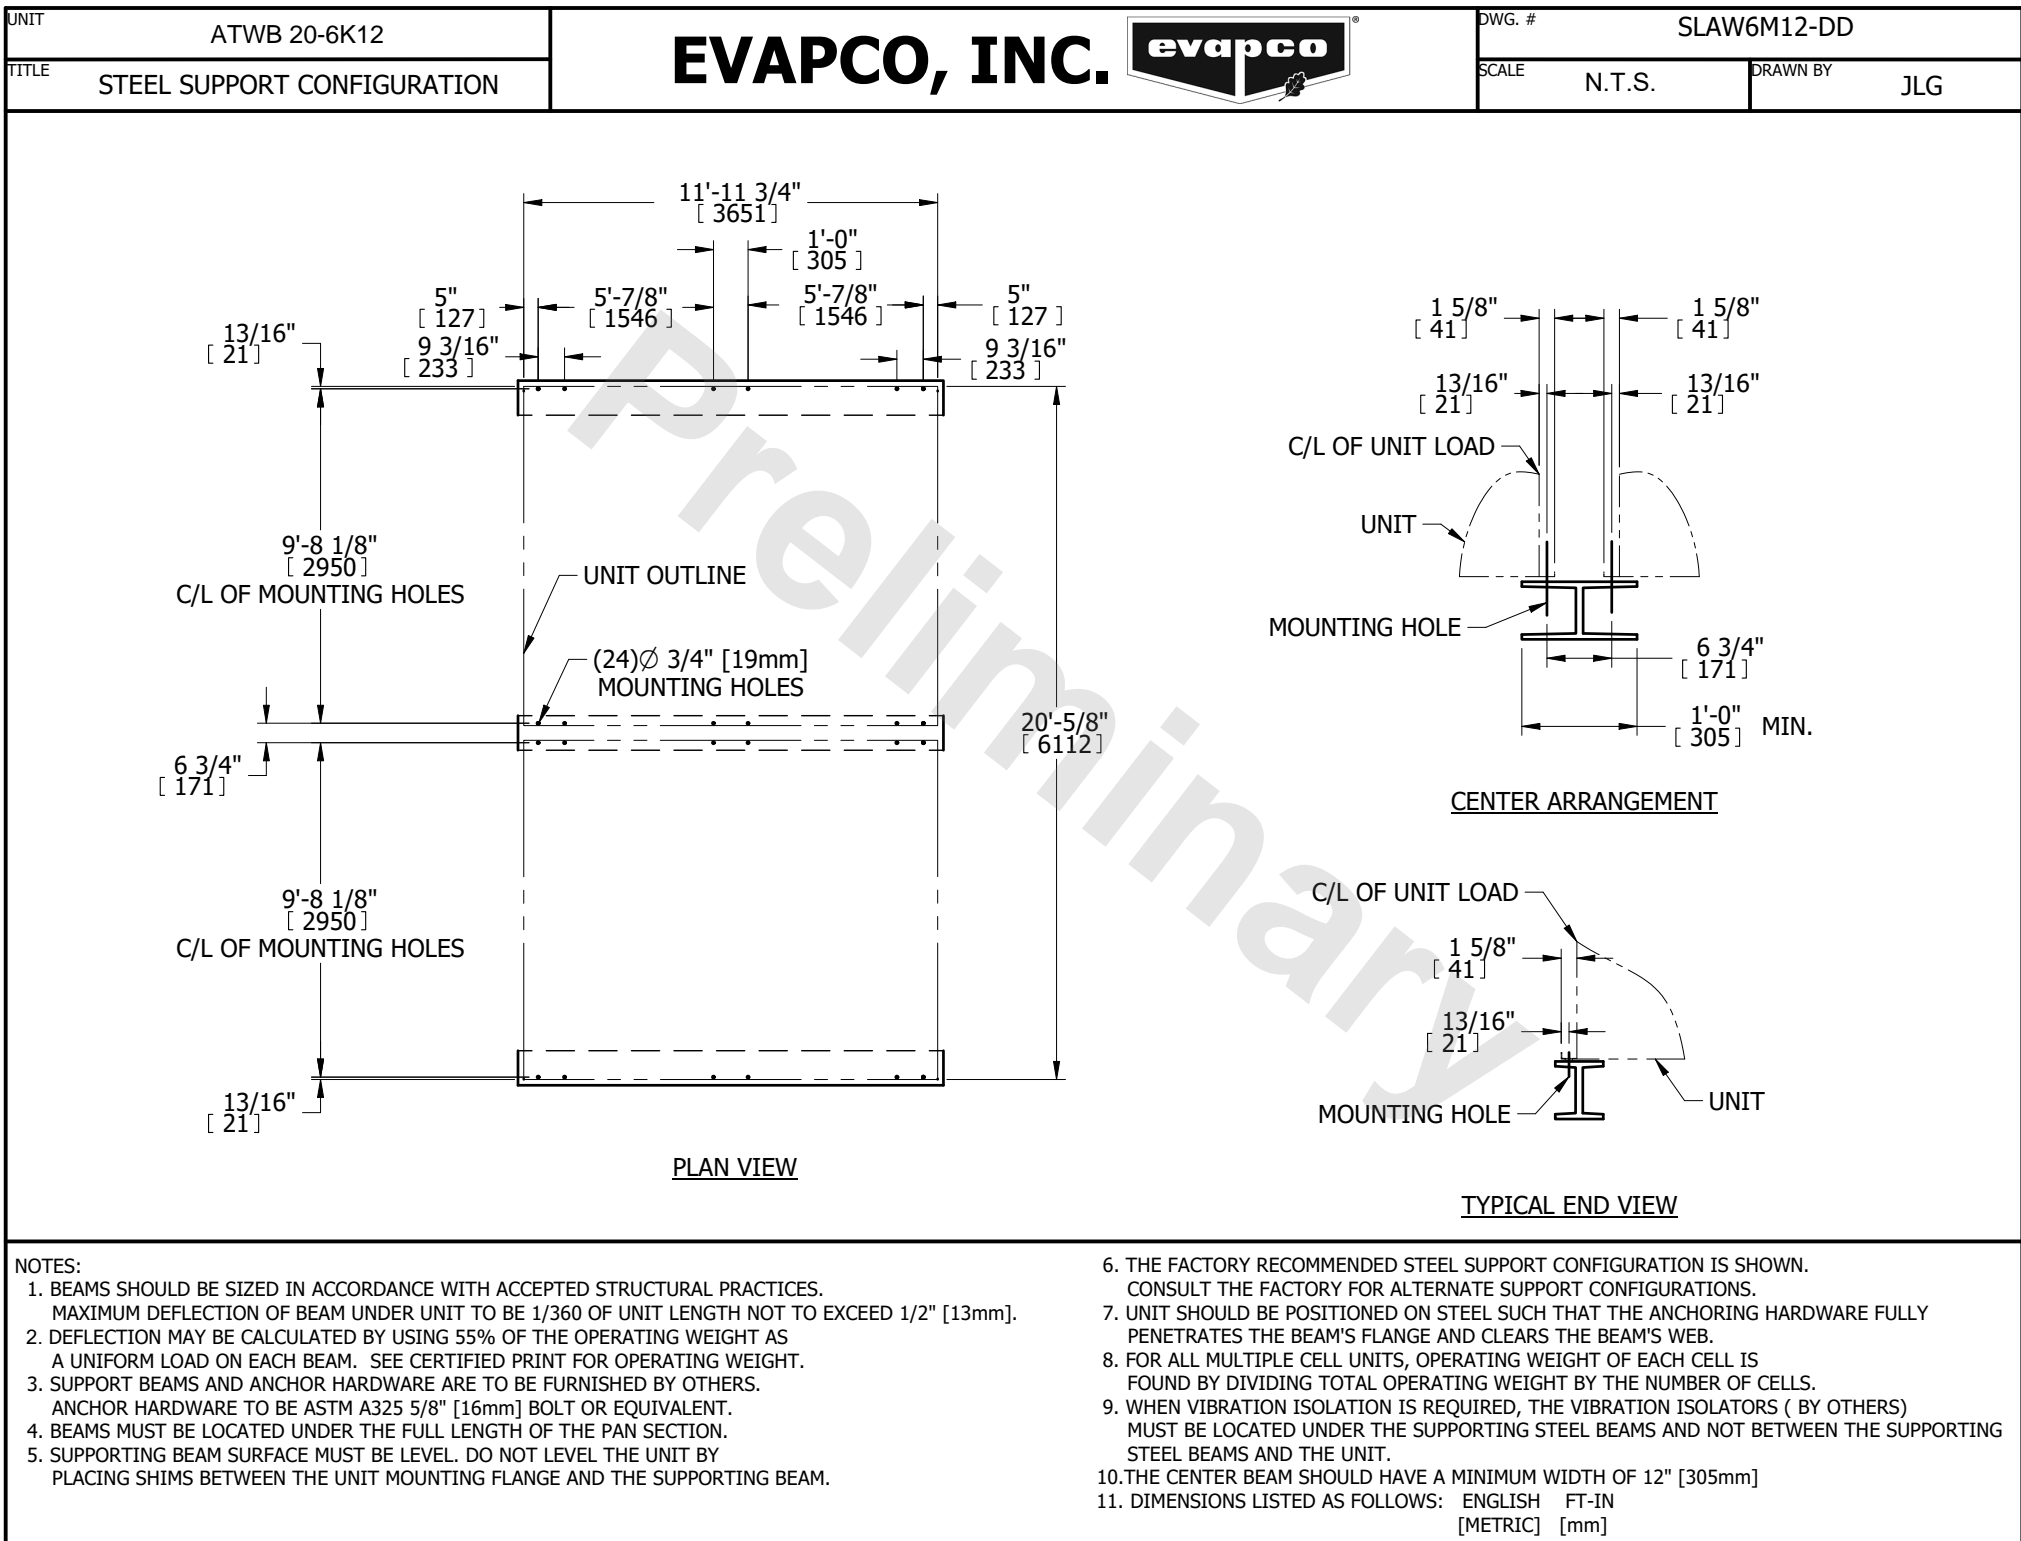 UNIT
ATWB 20-6K12
TITLE
STEEL SUPPORT CONFIGURATION
EVAPCO, INC.
evapco
®
DWG. #
SLAW6M12-DD
SCALE
N.T.S.
DRAWN BY
JLG
11'-11 3/4"
[ 3651]
1'-0"
[ 305 ]
5"
[ 127]
5'-7/8"
[ 1546 ]
5'-7/8"
[ 1546 ]
5"
[ 127 ]
13/16"
[ 21]
9 3/16"
[ 233 ]
9 3/16"
[ 233 ]
9'-8 1/8"
[ 2950]
C/L OF MOUNTING HOLES
UNIT OUTLINE
(24)∅ 3/4" [19mm]
MOUNTING HOLES
6 3/4"
[ 171]
20'-5/8"
[ 6112]
9'-8 1/8"
[ 2950]
C/L OF MOUNTING HOLES
13/16"
[ 21]
PLAN VIEW
1 5/8"
[ 41]
1 5/8"
[ 41]
13/16"
[ 21]
13/16"
[ 21]
C/L OF UNIT LOAD
UNIT
MOUNTING HOLE
6 3/4"
[ 171]
1'-0"
[ 305] MIN.
CENTER ARRANGEMENT
C/L OF UNIT LOAD
1 5/8"
[ 41]
13/16"
[ 21]
MOUNTING HOLE
UNIT
TYPICAL END VIEW
Preliminary
NOTES:
1. BEAMS SHOULD BE SIZED IN ACCORDANCE WITH ACCEPTED STRUCTURAL PRACTICES.
MAXIMUM DEFLECTION OF BEAM UNDER UNIT TO BE 1/360 OF UNIT LENGTH NOT TO EXCEED 1/2" [13mm].
2. DEFLECTION MAY BE CALCULATED BY USING 55% OF THE OPERATING WEIGHT AS
A UNIFORM LOAD ON EACH BEAM. SEE CERTIFIED PRINT FOR OPERATING WEIGHT.
3. SUPPORT BEAMS AND ANCHOR HARDWARE ARE TO BE FURNISHED BY OTHERS.
ANCHOR HARDWARE TO BE ASTM A325 5/8" [16mm] BOLT OR EQUIVALENT.
4. BEAMS MUST BE LOCATED UNDER THE FULL LENGTH OF THE PAN SECTION.
5. SUPPORTING BEAM SURFACE MUST BE LEVEL. DO NOT LEVEL THE UNIT BY
PLACING SHIMS BETWEEN THE UNIT MOUNTING FLANGE AND THE SUPPORTING BEAM.
6. THE FACTORY RECOMMENDED STEEL SUPPORT CONFIGURATION IS SHOWN.
CONSULT THE FACTORY FOR ALTERNATE SUPPORT CONFIGURATIONS.
7. UNIT SHOULD BE POSITIONED ON STEEL SUCH THAT THE ANCHORING HARDWARE FULLY
PENETRATES THE BEAM'S FLANGE AND CLEARS THE BEAM'S WEB.
8. FOR ALL MULTIPLE CELL UNITS, OPERATING WEIGHT OF EACH CELL IS
FOUND BY DIVIDING TOTAL OPERATING WEIGHT BY THE NUMBER OF CELLS.
9. WHEN VIBRATION ISOLATION IS REQUIRED, THE VIBRATION ISOLATORS ( BY OTHERS)
MUST BE LOCATED UNDER THE SUPPORTING STEEL BEAMS AND NOT BETWEEN THE SUPPORTING
STEEL BEAMS AND THE UNIT.
10.THE CENTER BEAM SHOULD HAVE A MINIMUM WIDTH OF 12" [305mm]
11. DIMENSIONS LISTED AS FOLLOWS: ENGLISH FT-IN
[METRIC] [mm]